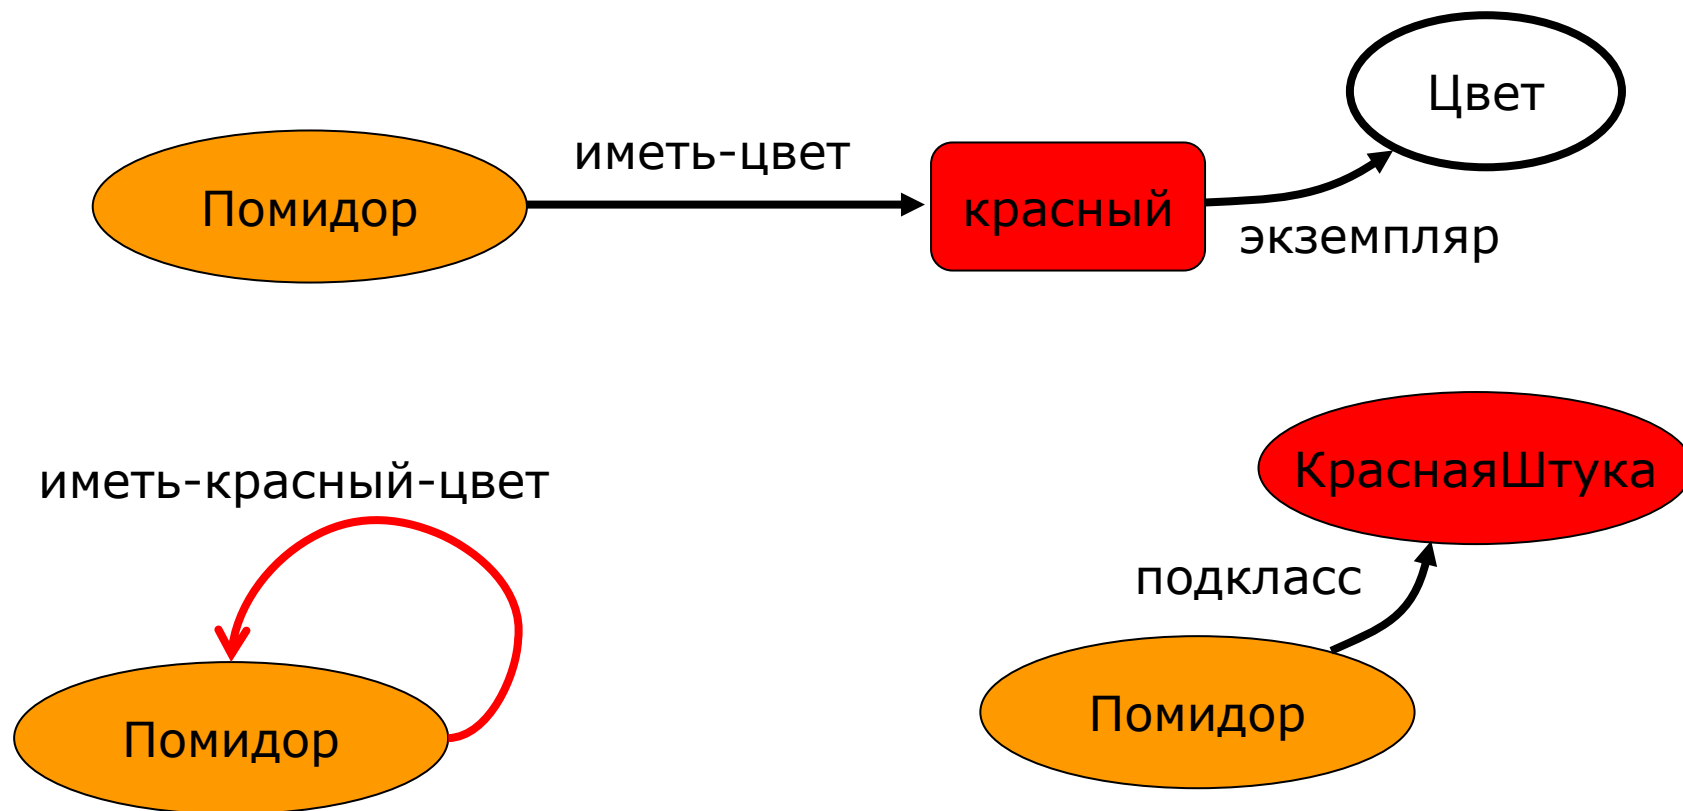 Цвет
иметь-цвет
Помидор
красный
экземпляр
КраснаяШтука
иметь-красный-цвет
подкласс
Помидор
Помидор